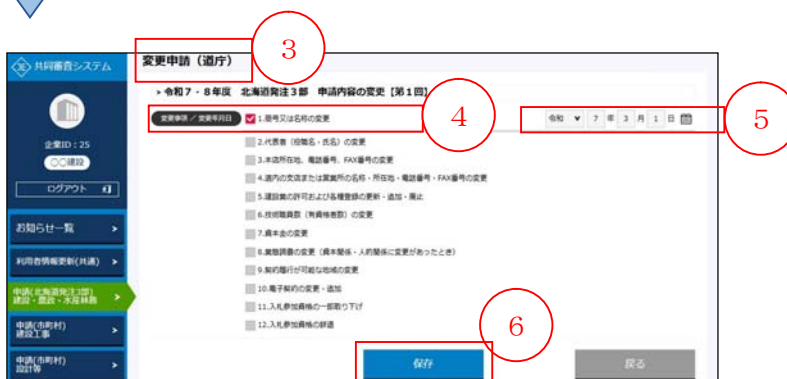 共同審査システム
変更申請（道庁）
3
> 令和7・8年度 北海道発注3部 申請内容の変更【第1回】
変更事項 / 変更年月日
1.商号又は名称の変更
4
令和 7 年 3 月 1 日
5
2.代表者（役職名・氏名）の変更
3.本店所在地、電話番号、FAX番号の変更
4.道内の支店または営業所の名称・所在地・電話番号・FAX番号の変更
5.建設業の許可および各種登録の更新・追加・廃止
6.技術職員数（有資格者数）の変更
7.資本金の変更
8.業態調書の変更（資本関係・人的関係に変更があったとき）
9.契約履行が可能な地域の変更
10.電子契約の変更・追加
11.入札参加資格の一部取り下げ
12.入札参加資格の辞退
6
保存
戻る
企業ID：25
〇〇建設
ログアウト
お知らせ一覧 >
利用者情報更新(共通) >
申請(北海道発注3部)
建設・農政・水産林務 >
申請(市町村)
建設工事 >
申請(市町村)
設計等 >